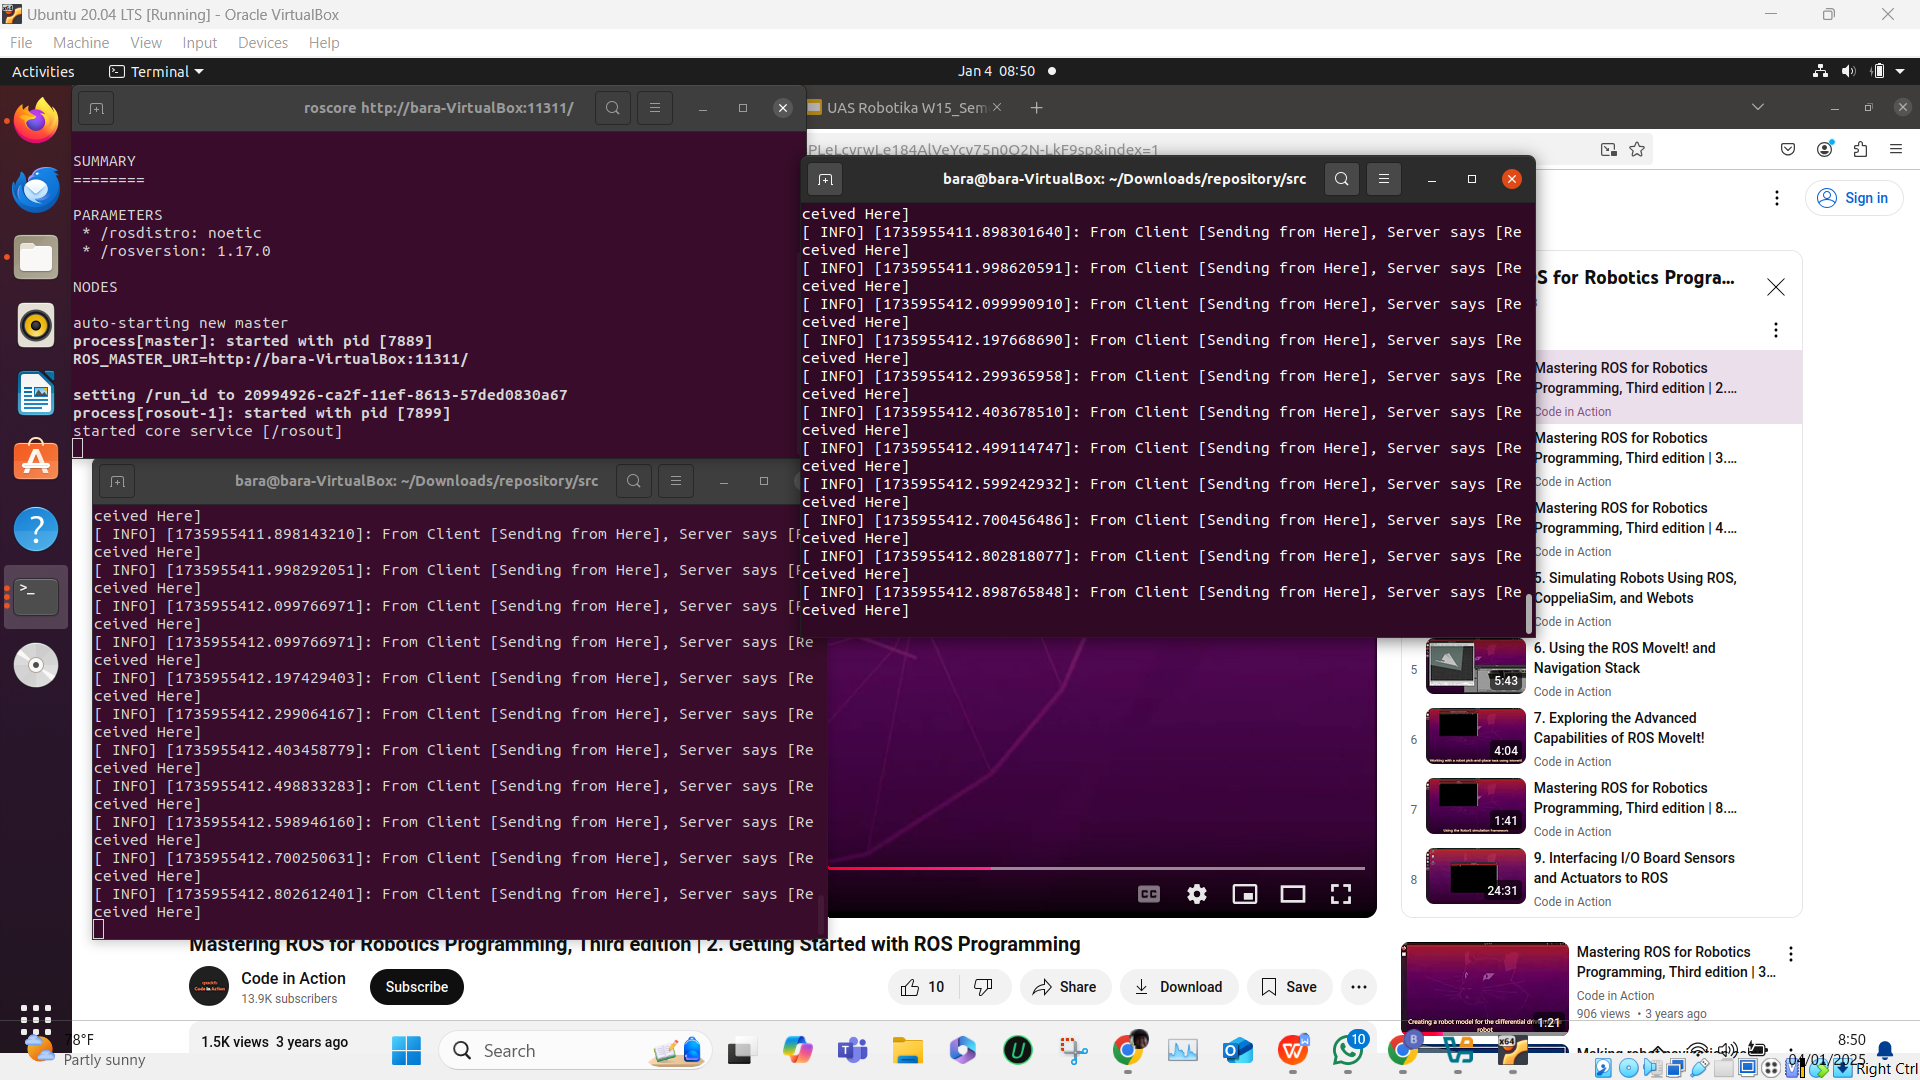 Ubuntu 20.04 LTS [Running] - Oracle VirtualBox
File Machine View Input Devices Help
Activities Terminal Jan 4 08:50
roscore http://bara-VirtualBox:11311/
SUMMARY
========
PARAMETERS
* /rosdistro: noetic
* /rosversion: 1.17.0
NODES
auto-starting new master
process[master]: started with pid [7889]
ROS_MASTER_URI=http://bara-VirtualBox:11311/
setting /run_id to 20994926-ca2f-11ef-8613-57ded0830a67
process[rosout-1]: started with pid [7899]
started core service [/rosout]
UAS Robotika W15_Sem
PLeLcvrwLe184AlVeYcv75n0O2N-LkF9sp&index=1
bara@bara-VirtualBox: ~/Downloads/repository/src
ceived Here]
[ INFO] [1735955411.898301640]: From Client [Sending from Here], Server says [Re
ceived Here]
[ INFO] [1735955411.998620591]: From Client [Sending from Here], Server says [Re
ceived Here]
[ INFO] [1735955412.099990910]: From Client [Sending from Here], Server says [Re
ceived Here]
[ INFO] [1735955412.197668690]: From Client [Sending from Here], Server says [Re
ceived Here]
[ INFO] [1735955412.299365958]: From Client [Sending from Here], Server says [Re
ceived Here]
[ INFO] [1735955412.403678510]: From Client [Sending from Here], Server says [Re
ceived Here]
[ INFO] [1735955412.499114747]: From Client [Sending from Here], Server says [Re
ceived Here]
[ INFO] [1735955412.599242932]: From Client [Sending from Here], Server says [Re
ceived Here]
[ INFO] [1735955412.700456486]: From Client [Sending from Here], Server says [Re
ceived Here]
[ INFO] [1735955412.802818077]: From Client [Sending from Here], Server says [Re
ceived Here]
[ INFO] [1735955412.898765848]: From Client [Sending from Here], Server says [Re
ceived Here]
bara@bara-VirtualBox: ~/Downloads/repository/src
ceived Here]
[ INFO] [1735955411.898143210]: From Client [Sending from Here], Server says [R
ceived Here]
[ INFO] [1735955411.998292051]: From Client [Sending from Here], Server says [R
ceived Here]
[ INFO] [1735955412.099766971]: From Client [Sending from Here], Server says [R
ceived Here]
[ INFO] [1735955412.099766971]: From Client [Sending from Here], Server says [Re
ceived Here]
[ INFO] [1735955412.197429403]: From Client [Sending from Here], Server says [Re
ceived Here]
[ INFO] [1735955412.299064167]: From Client [Sending from Here], Server says [Re
ceived Here]
[ INFO] [1735955412.403458779]: From Client [Sending from Here], Server says [Re
ceived Here]
[ INFO] [1735955412.498833283]: From Client [Sending from Here], Server says [Re
ceived Here]
[ INFO] [1735955412.598946160]: From Client [Sending from Here], Server says [Re
ceived Here]
[ INFO] [1735955412.700250631]: From Client [Sending from Here], Server says [Re
ceived Here]
[ INFO] [1735955412.802612401]: From Client [Sending from Here], Server says [Re
ceived Here]
Sign in
S for Robotics Progra...
Mastering ROS for Robotics
Programming, Third edition | 2....
Code in Action
Mastering ROS for Robotics
Programming, Third edition | 3....
Code in Action
Mastering ROS for Robotics
Programming, Third edition | 4....
Code in Action
5. Simulating Robots Using ROS,
CoppeliaSim, and Webots
Code in Action
5
5:43
6. Using the ROS MoveIt! and
Navigation Stack
Code in Action
6
4:04
7. Exploring the Advanced
Capabilities of ROS MoveIt!
Code in Action
7
1:41
Mastering ROS for Robotics
Programming, Third edition | 8....
Code in Action
8
24:31
9. Interfacing I/O Board Sensors
and Actuators to ROS
Code in Action
Mastering ROS for Robotics Programming, Third edition | 2. Getting Started with ROS Programming
Code in Action
13.9K subscribers
Subscribe
10
Share
Download
Save
1.5K views 3 years ago
Creating a robot model for the differential drive
robot
1:21
Mastering ROS for Robotics
Programming, Third edition | 3...
Code in Action
906 views • 3 years ago
78°F
Partly sunny
Search
10
8:50
04/01/2025
Right Ctrl